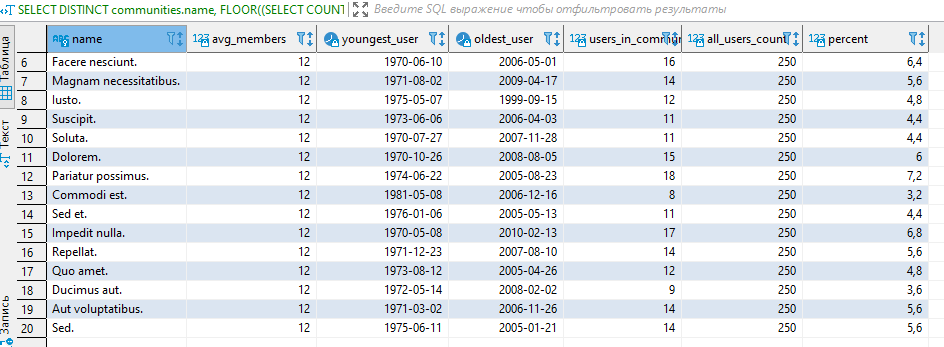 SELECT DISTINCT communities.name, FLOOR((SELECT COUNT Введите SQL выражение чтобы отфильтровать результаты
name avg_members youngest_user oldest_user users_in_commun all_users_count percent
6 Facere nesciunt. 12 1970-06-10 2006-05-01 16 250 6,4
7 Magnam necessitatibus. 12 1971-08-02 2009-04-17 14 250 5,6
8 Iusto. 12 1975-05-07 1999-09-15 12 250 4,8
9 Suscipit. 12 1973-06-06 2006-04-03 11 250 4,4
10 Soluta. 12 1970-07-27 2007-11-28 11 250 4,4
11 Dolorem. 12 1970-10-26 2008-08-05 15 250 6
12 Pariatur possimus. 12 1974-06-22 2005-08-23 18 250 7,2
13 Commodi est. 12 1981-05-08 2006-12-16 8 250 3,2
14 Sed et. 12 1976-01-06 2005-05-13 11 250 4,4
15 Impedit nulla. 12 1970-05-08 2010-02-13 17 250 6,8
16 Repellat. 12 1971-12-23 2007-08-10 14 250 5,6
17 Quo amet. 12 1973-08-12 2005-04-26 12 250 4,8
18 Ducimus aut. 12 1972-05-14 2008-02-02 9 250 3,6
19 Aut voluptatibus. 12 1971-03-02 2006-11-26 14 250 5,6
20 Sed. 12 1975-06-11 2005-01-21 14 250 5,6
Таблица
Текст
Запись